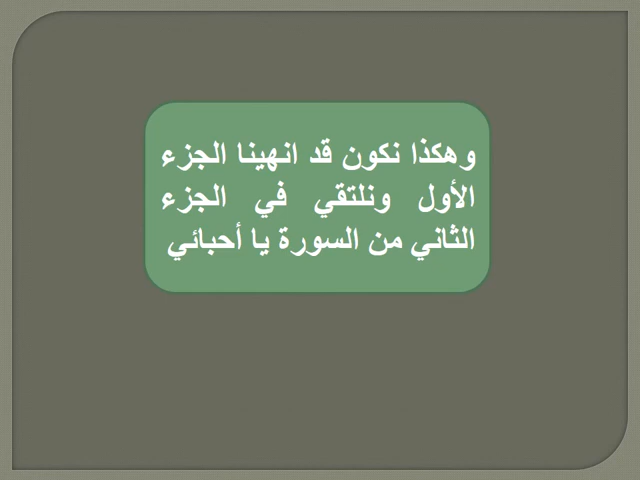 وهكذا نكون قد انهينا الجزء
الأول ونلتقي في الجزء
الثاني من السورة يا أحبائي